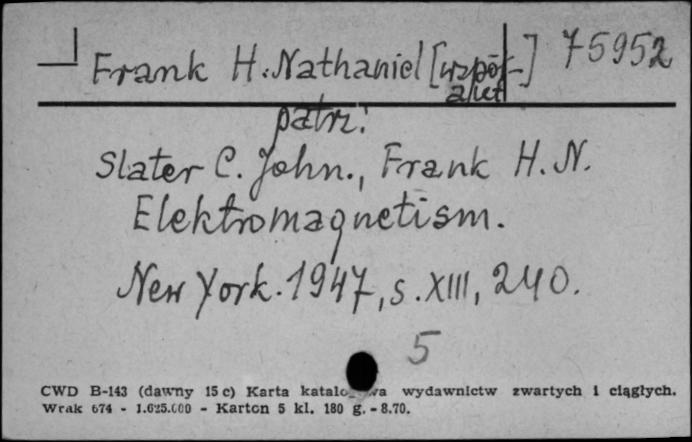 Frank H. Nathaniel [współ-] 75952
aut
patrz:
Slater C. John., Frank H. N.
Elektromagnetism.
New York. 1947, s. XIII, 240.
5
CWD B-143 (dawny 15 c) Karta katalo wa wydawnictw zwartych i ciągłych.
Wrak 674 - 1.625.000 - Karton 5 kl. 180 g. - 8.70.